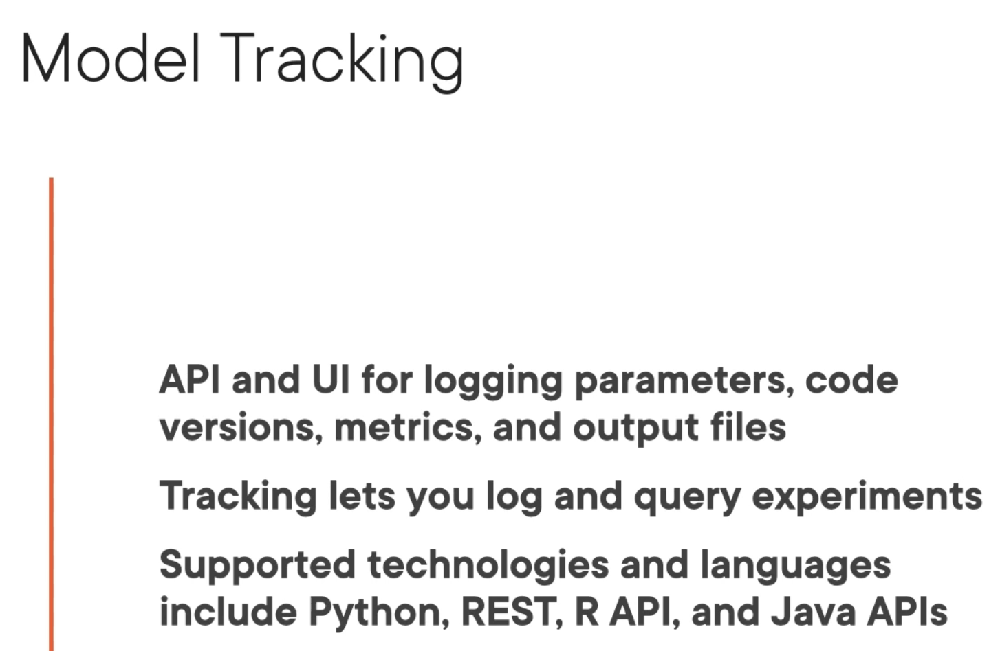 Model Tracking
API and UI for logging parameters, code
versions, metrics, and output files
Tracking lets you log and query experiments
Supported technologies and languages
include Python, REST, R API, and Java APIs